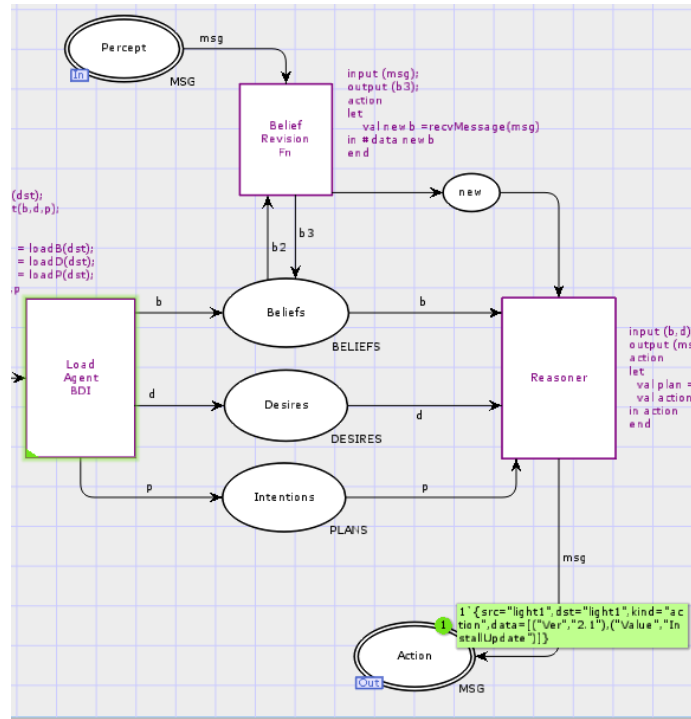 msg
Percept
In
MSG
input (msg);
output (b3);
action
let
val newb =recvMessage(msg)
in #data newb
end
Belief
Revision
Fn
new
(dst);
t(b,d,p);
b2
b3
= loadB(dst);
= loadD(dst);
= loadP(dst);
,p
b
Beliefs
b
BELIEFS
Load
Agent
BDI
d
Desires
d
DESIRES
Reasoner
input (b,d)
output (ms
action
let
val plan =
val action
in action
end
p
Intentions
p
PLANS
msg
1`{src="light1",dst="light1",kind="ac
tion",data=[("Ver","2.1"),("Value","In
stallUpdate")]}
1
Action
Out
MSG